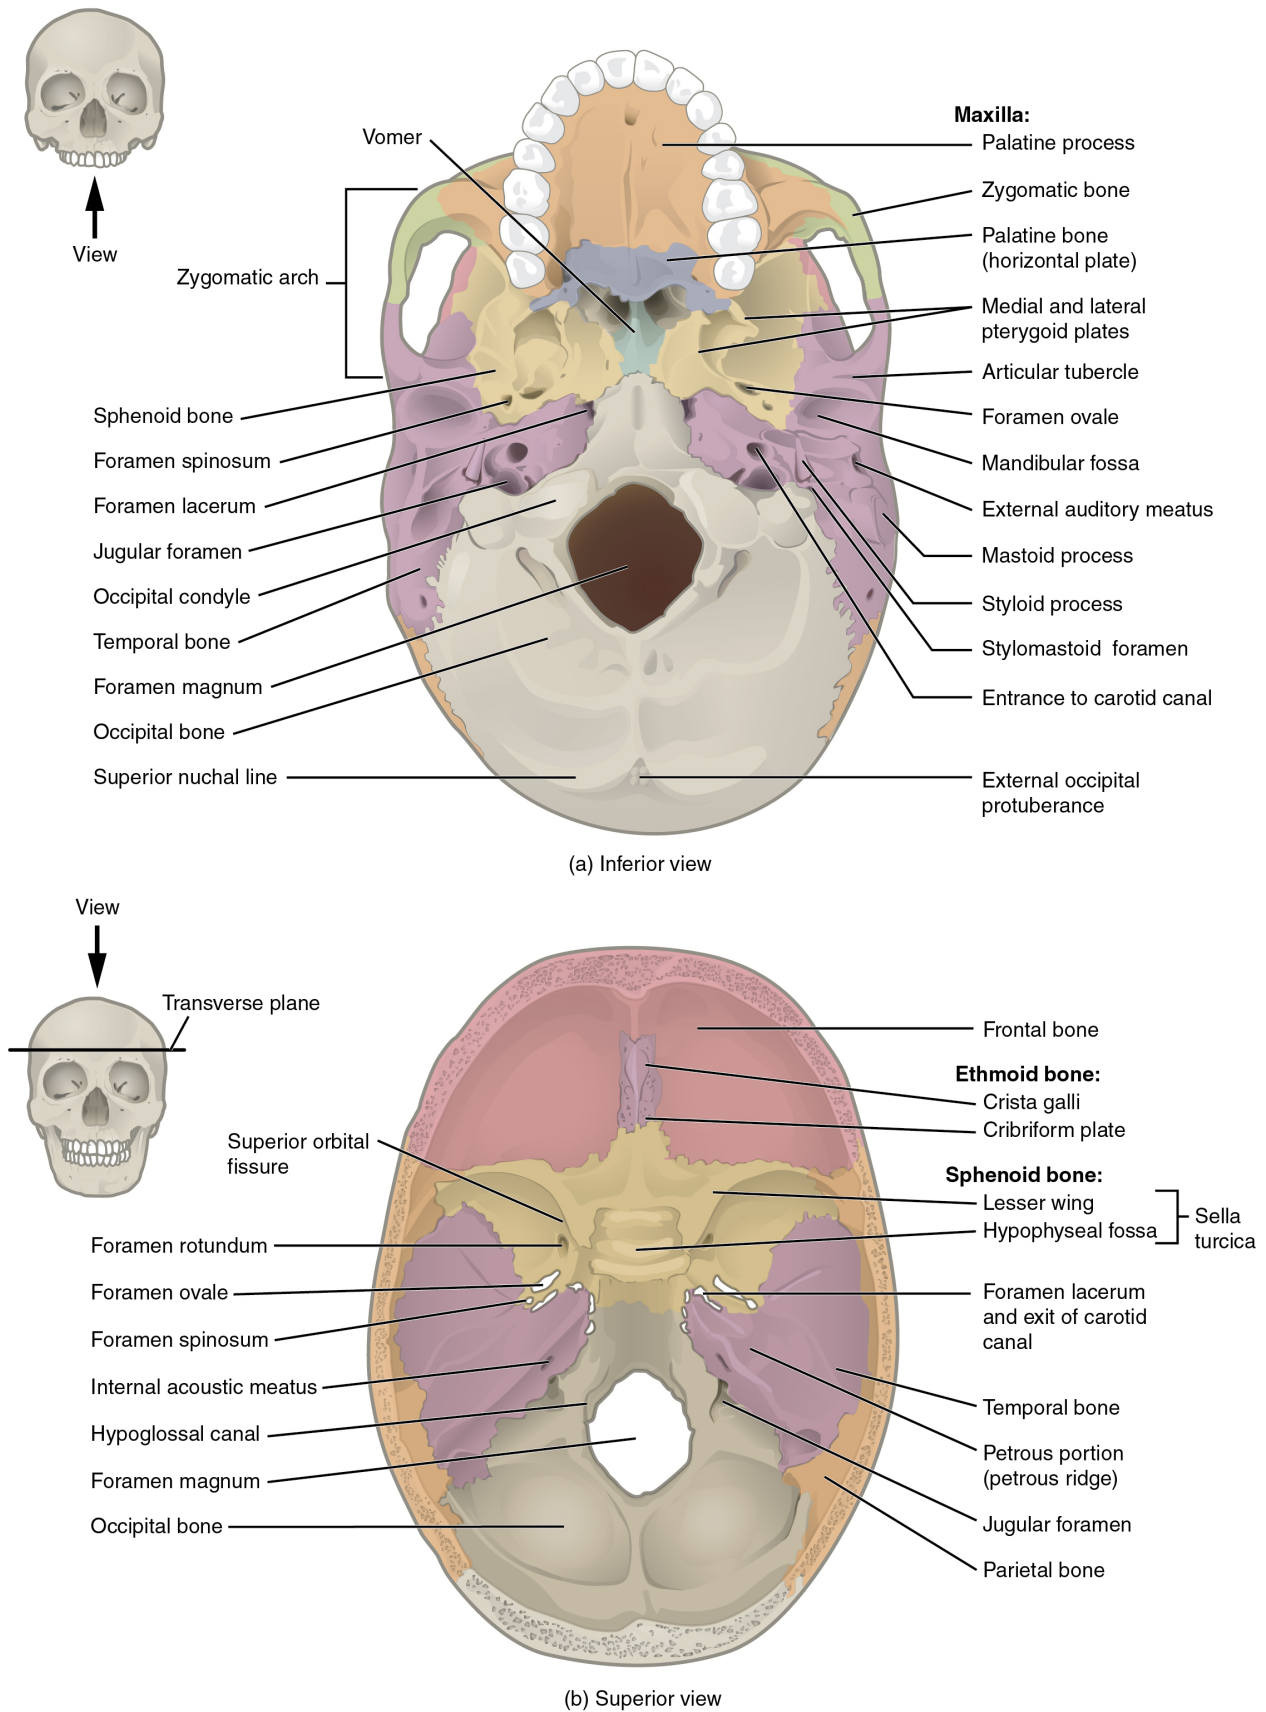 Vomer
Maxilla:
Palatine process
Zygomatic bone
Palatine bone
(horizontal plate)
Medial and lateral
pterygoid plates
Articular tubercle
Foramen ovale
Mandibular fossa
External auditory meatus
Mastoid process
Styloid process
Stylomastoid foramen
Entrance to carotid canal
External occipital
protuberance
View
Zygomatic arch
Sphenoid bone
Foramen spinosum
Foramen lacerum
Jugular foramen
Occipital condyle
Temporal bone
Foramen magnum
Occipital bone
Superior nuchal line
(a) Inferior view
View
Transverse plane
Superior orbital
fissure
Foramen rotundum
Foramen ovale
Foramen spinosum
Internal acoustic meatus
Hypoglossal canal
Foramen magnum
Occipital bone
Frontal bone
Ethmoid bone:
Crista galli
Cribriform plate
Sphenoid bone:
Lesser wing
Hypophyseal fossa
Sella
turcica
Foramen lacerum
and exit of carotid
canal
Temporal bone
Petrous portion
(petrous ridge)
Jugular foramen
Parietal bone
(b) Superior view